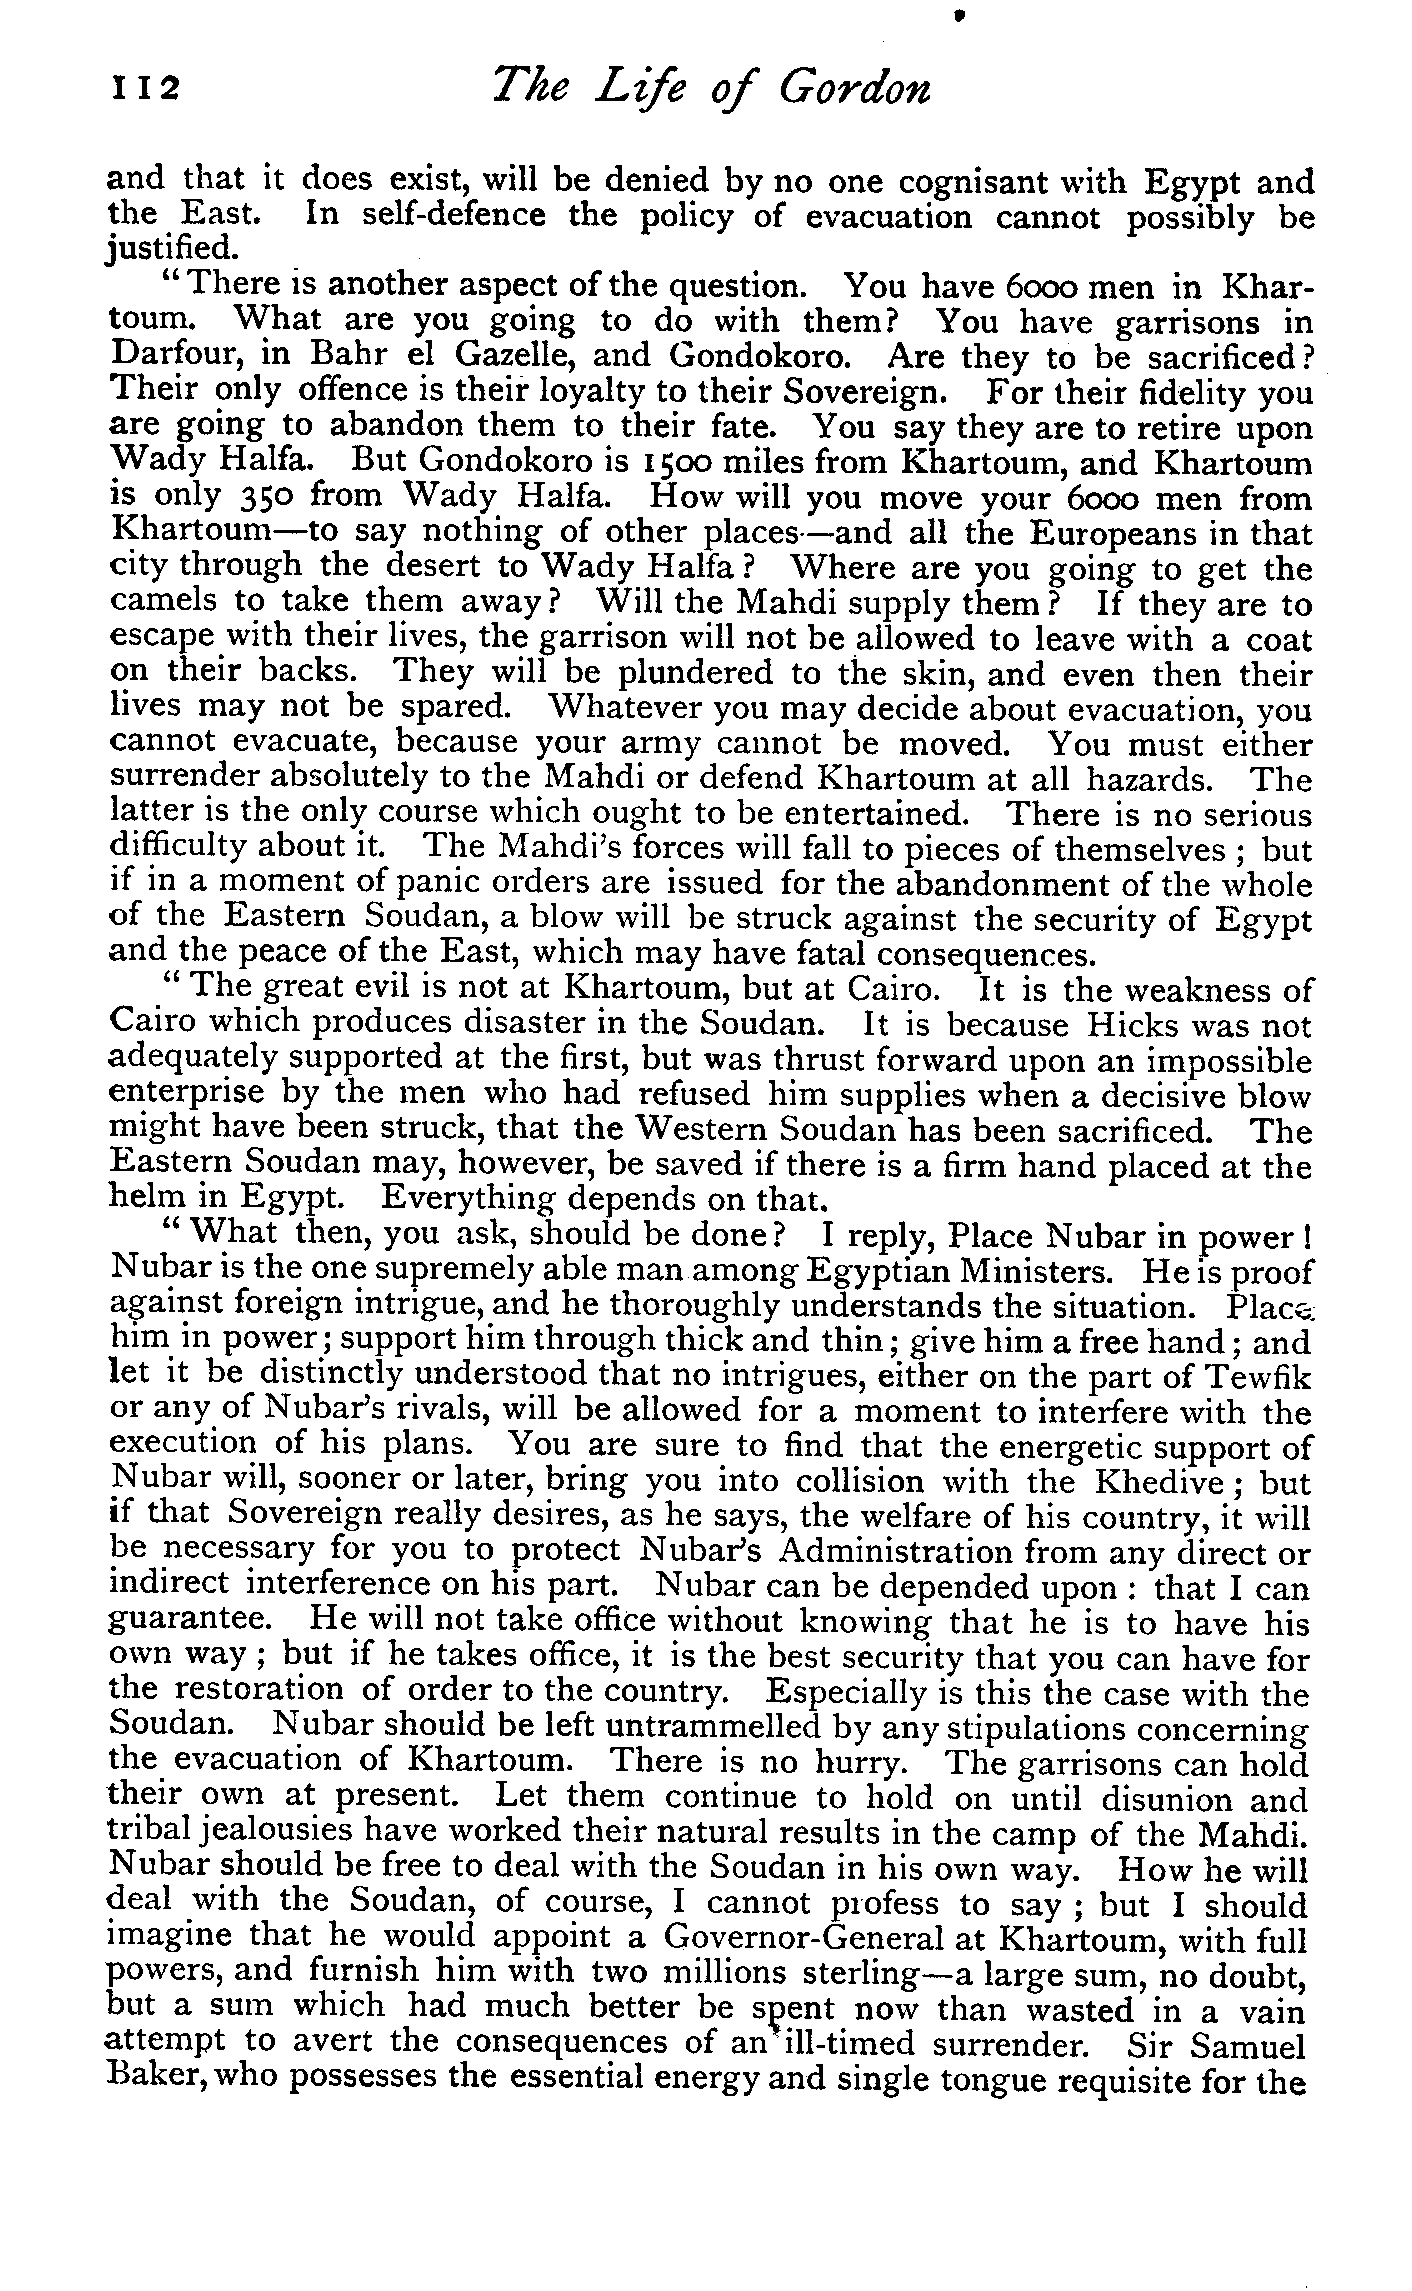 112 The Life of Gordon
and that it does exist, will be denied by no one cognisant with Egypt and
the East. In self-defence the policy of evacuation cannot possibly be
justified.
“There is another aspect of the question. You have 6000 men in Khar-
toum. What are you going to do with them? You have garrisons in
Darfour, in Bahr el Gazelle, and Gondokoro. Are they to be sacrificed?
Their only offence is their loyalty to their Sovereign. For their fidelity you
are going to abandon them to their fate. You say they are to retire upon
Wady Halfa. But Gondokoro is 1500 miles from Khartoum, and Khartoum
is only 350 from Wady Halfa. How will you move your 6000 men from
Khartoum—to say nothing of other places—and all the Europeans in that
city through the desert to Wady Halfa? Where are you going to get the
camels to take them away? Will the Mahdi supply them? If they are to
escape with their lives, the garrison will not be allowed to leave with a coat
on their backs. They will be plundered to the skin, and even then their
lives may not be spared. Whatever you may decide about evacuation, you
cannot evacuate, because your army cannot be moved. You must either
surrender absolutely to the Mahdi or defend Khartoum at all hazards. The
latter is the only course which ought to be entertained. There is no serious
difficulty about it. The Mahdi's forces will fall to pieces of themselves; but
if in a moment of panic orders are issued for the abandonment of the whole
of the Eastern Soudan, a blow will be struck against the security of Egypt
and the peace of the East, which may have fatal consequences.
“The great evil is not at Khartoum, but at Cairo. It is the weakness of
Cairo which produces disaster in the Soudan. It is because Hicks was not
adequately supported at the first, but was thrust forward upon an impossible
enterprise by the men who had refused him supplies when a decisive blow
might have been struck, that the Western Soudan has been sacrificed. The
Eastern Soudan may, however, be saved if there is a firm hand placed at the
helm in Egypt. Everything depends on that.
“What then, you ask, should be done? I reply, Place Nubar in power!
Nubar is the one supremely able man among Egyptian Ministers. He is proof
against foreign intrigue, and he thoroughly understands the situation. Place
him in power; support him through thick and thin; give him a free hand; and
let it be distinctly understood that no intrigues, either on the part of Tewfik
or any of Nubar's rivals, will be allowed for a moment to interfere with the
execution of his plans. You are sure to find that the energetic support of
Nubar will, sooner or later, bring you into collision with the Khedive; but
if that Sovereign really desires, as he says, the welfare of his country, it will
be necessary for you to protect Nubar's Administration from any direct or
indirect interference on his part. Nubar can be depended upon: that I can
guarantee. He will not take office without knowing that he is to have his
own way; but if he takes office, it is the best security that you can have for
the restoration of order to the country. Especially is this the case with the
Soudan. Nubar should be left untrammelled by any stipulations concerning
the evacuation of Khartoum. There is no hurry. The garrisons can hold
their own at present. Let them continue to hold on until disunion and
tribal jealousies have worked their natural results in the camp of the Mahdi.
Nubar should be free to deal with the Soudan in his own way. How he will
deal with the Soudan, of course, I cannot profess to say; but I should
imagine that he would appoint a Governor-General at Khartoum, with full
powers, and furnish him with two millions sterling—a large sum, no doubt,
but a sum which had much better be spent now than wasted in a vain
attempt to avert the consequences of an ill-timed surrender. Sir Samuel
Baker, who possesses the essential energy and single tongue requisite for the